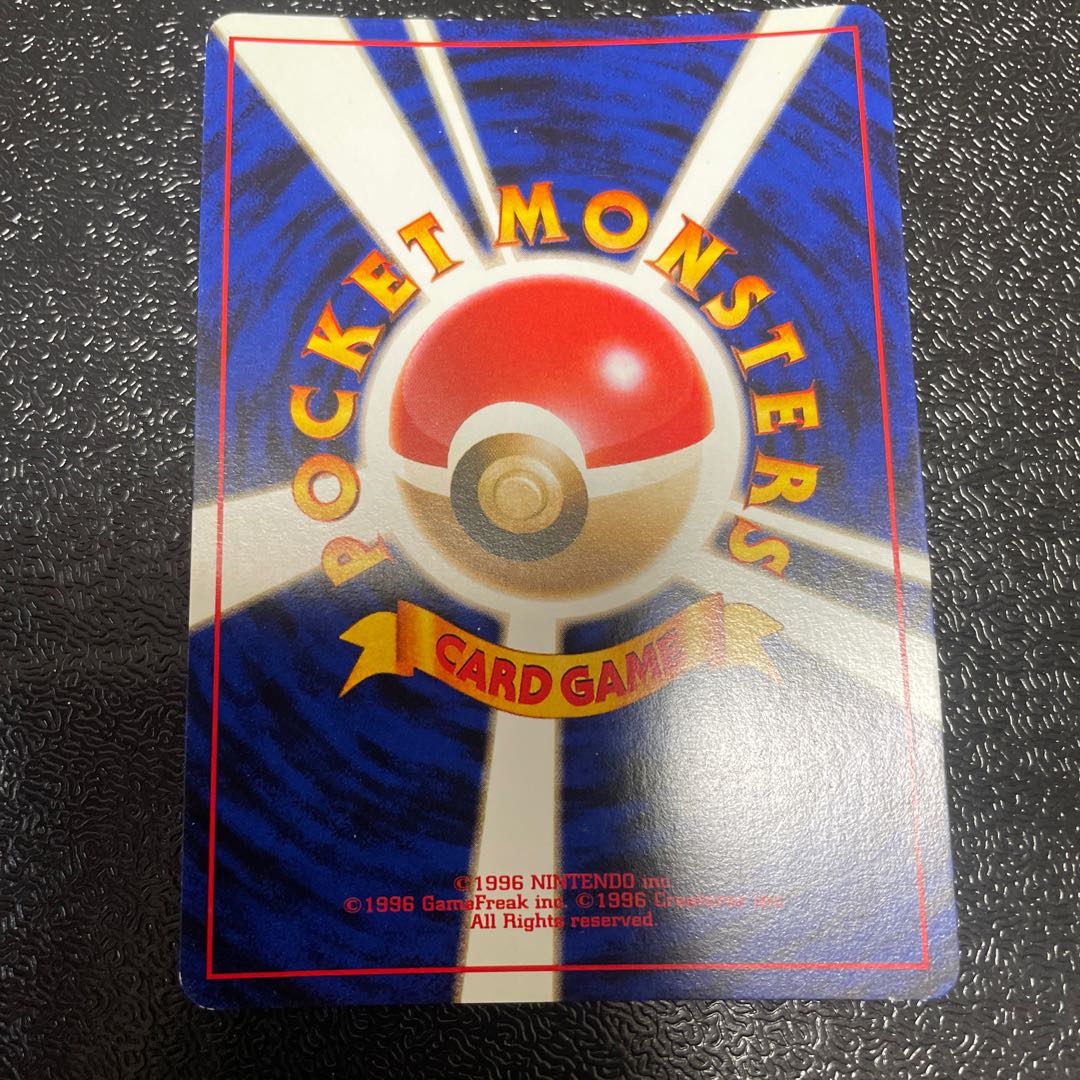 POCKET MONSTERS
CARD GAME
©1996 NINTENDO inc.
©1996 GameFreak inc. ©1996 Creatures inc.
All Rights reserved.